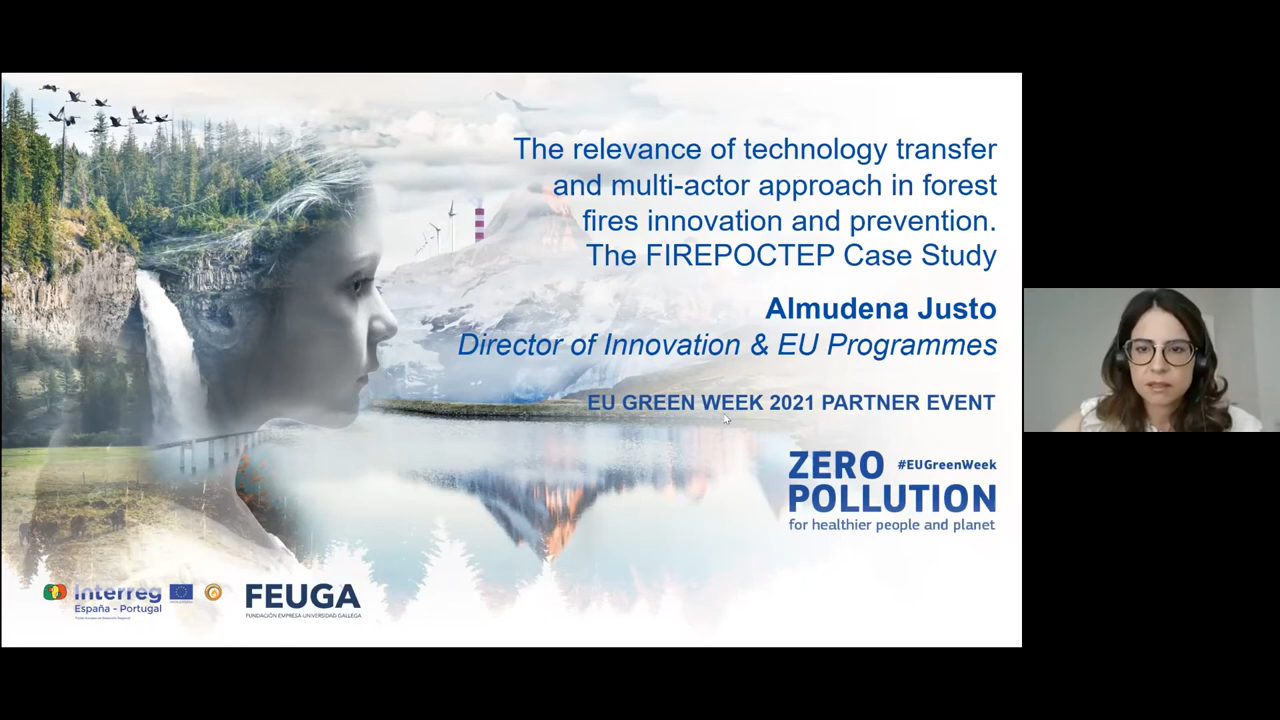 The relevance of technology transfer
and multi-actor approach in forest
fires innovation and prevention.
The FIREPOCTEP Case Study
Almudena Justo
Director of Innovation & EU Programmes
EU GREEN WEEK 2021 PARTNER EVENT
ZERO #EUGreenWeek
POLLUTION
for healthier people and planet
Interreg
España - Portugal
FEUGA
FUNDACIÓN EMPRESA-UNIVERSIDAD GALLEGA